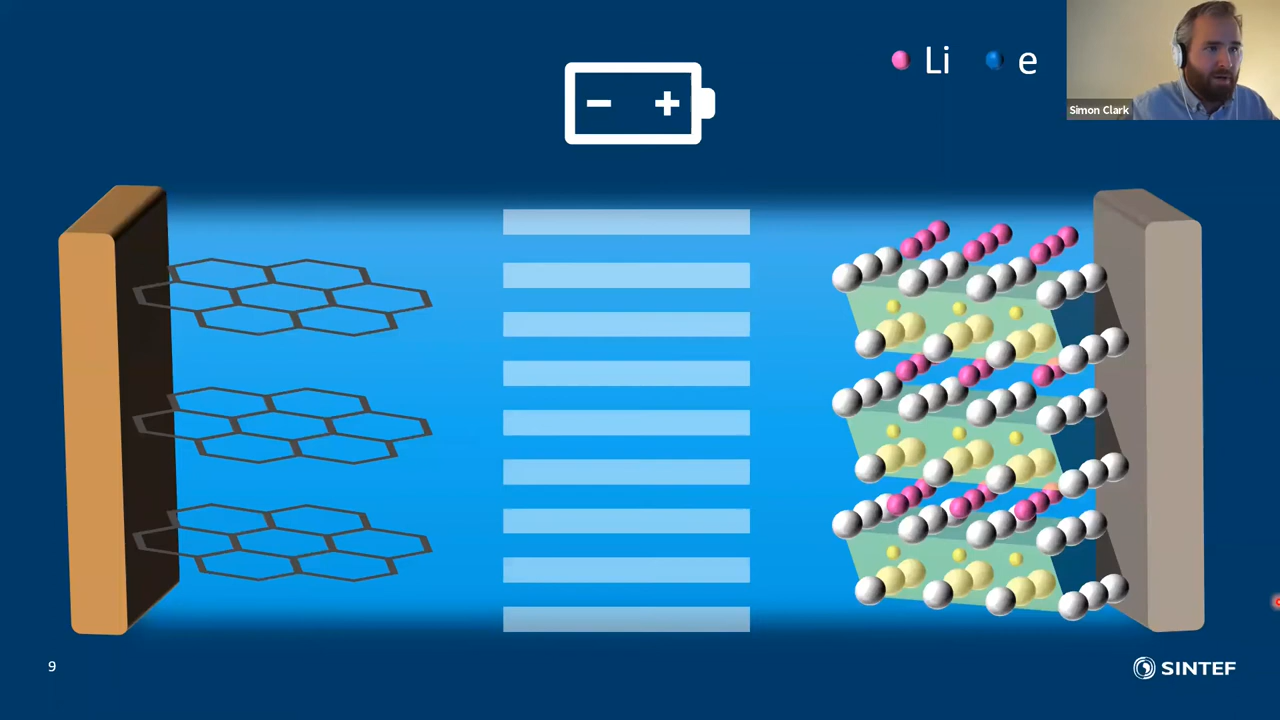 Li e
Simon Clark
− +
9
SINTEF